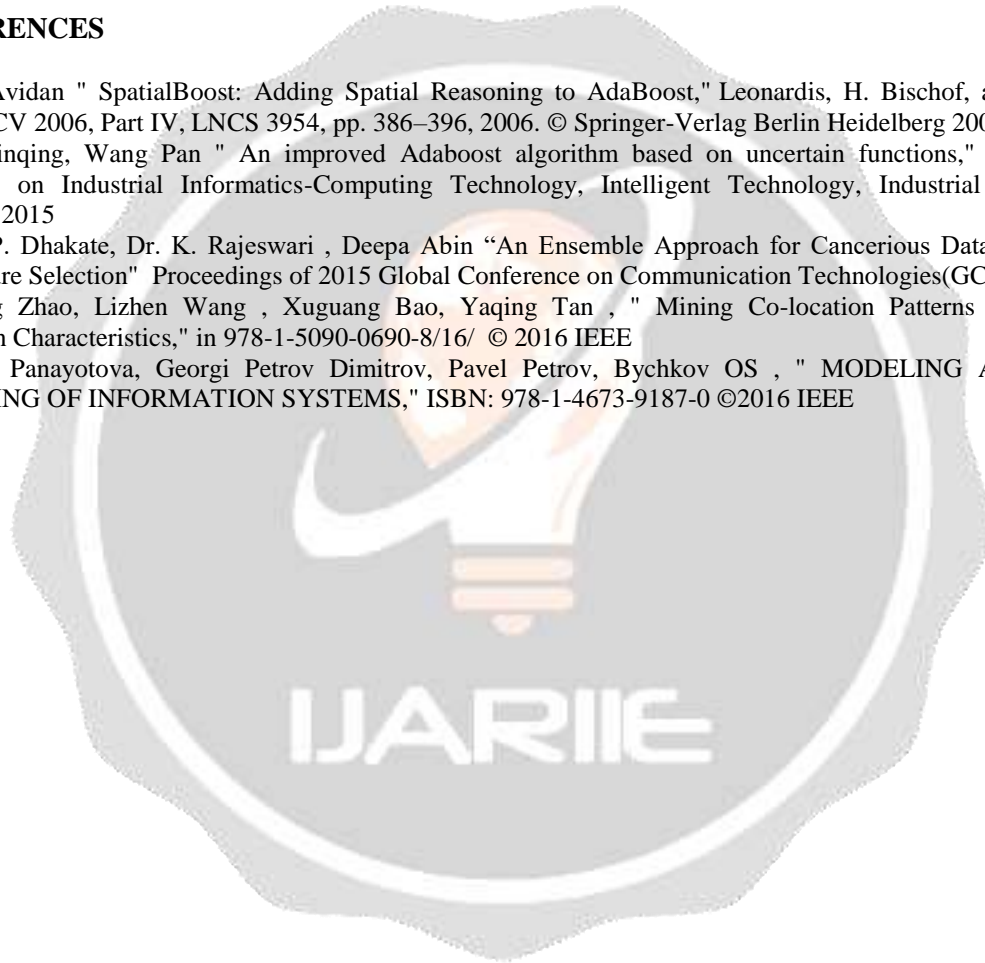 RENCES
Avidan " SpatialBoost: Adding Spatial Reasoning to AdaBoost," Leonardis, H. Bischof,
CV 2006, Part IV, LNCS 3954, pp. 386–396, 2006. © Springer-Verlag Berlin Heidelberg
inqing, Wang Pan " An improved Adaboost algorithm based on uncertain functions,"
on Industrial Informatics-Computing Technology, Intelligent Technology, Industrial
2015
P. Dhakate, Dr. K. Rajeswari , Deepa Abin “An Ensemble Approach for Cancerious Data
re Selection" Proceedings of 2015 Global Conference on Communication Technologies(GC
g Zhao, Lizhen Wang , Xuguang Bao, Yaqing Tan , " Mining Co-location Patterns
n Characteristics," in 978-1-5090-0690-8/16/ © 2016 IEEE
Panayotova, Georgi Petrov Dimitrov, Pavel Petrov, Bychkov OS , " MODELING
ING OF INFORMATION SYSTEMS," ISBN: 978-1-4673-9187-0 ©2016 IEEE
IJARIIE